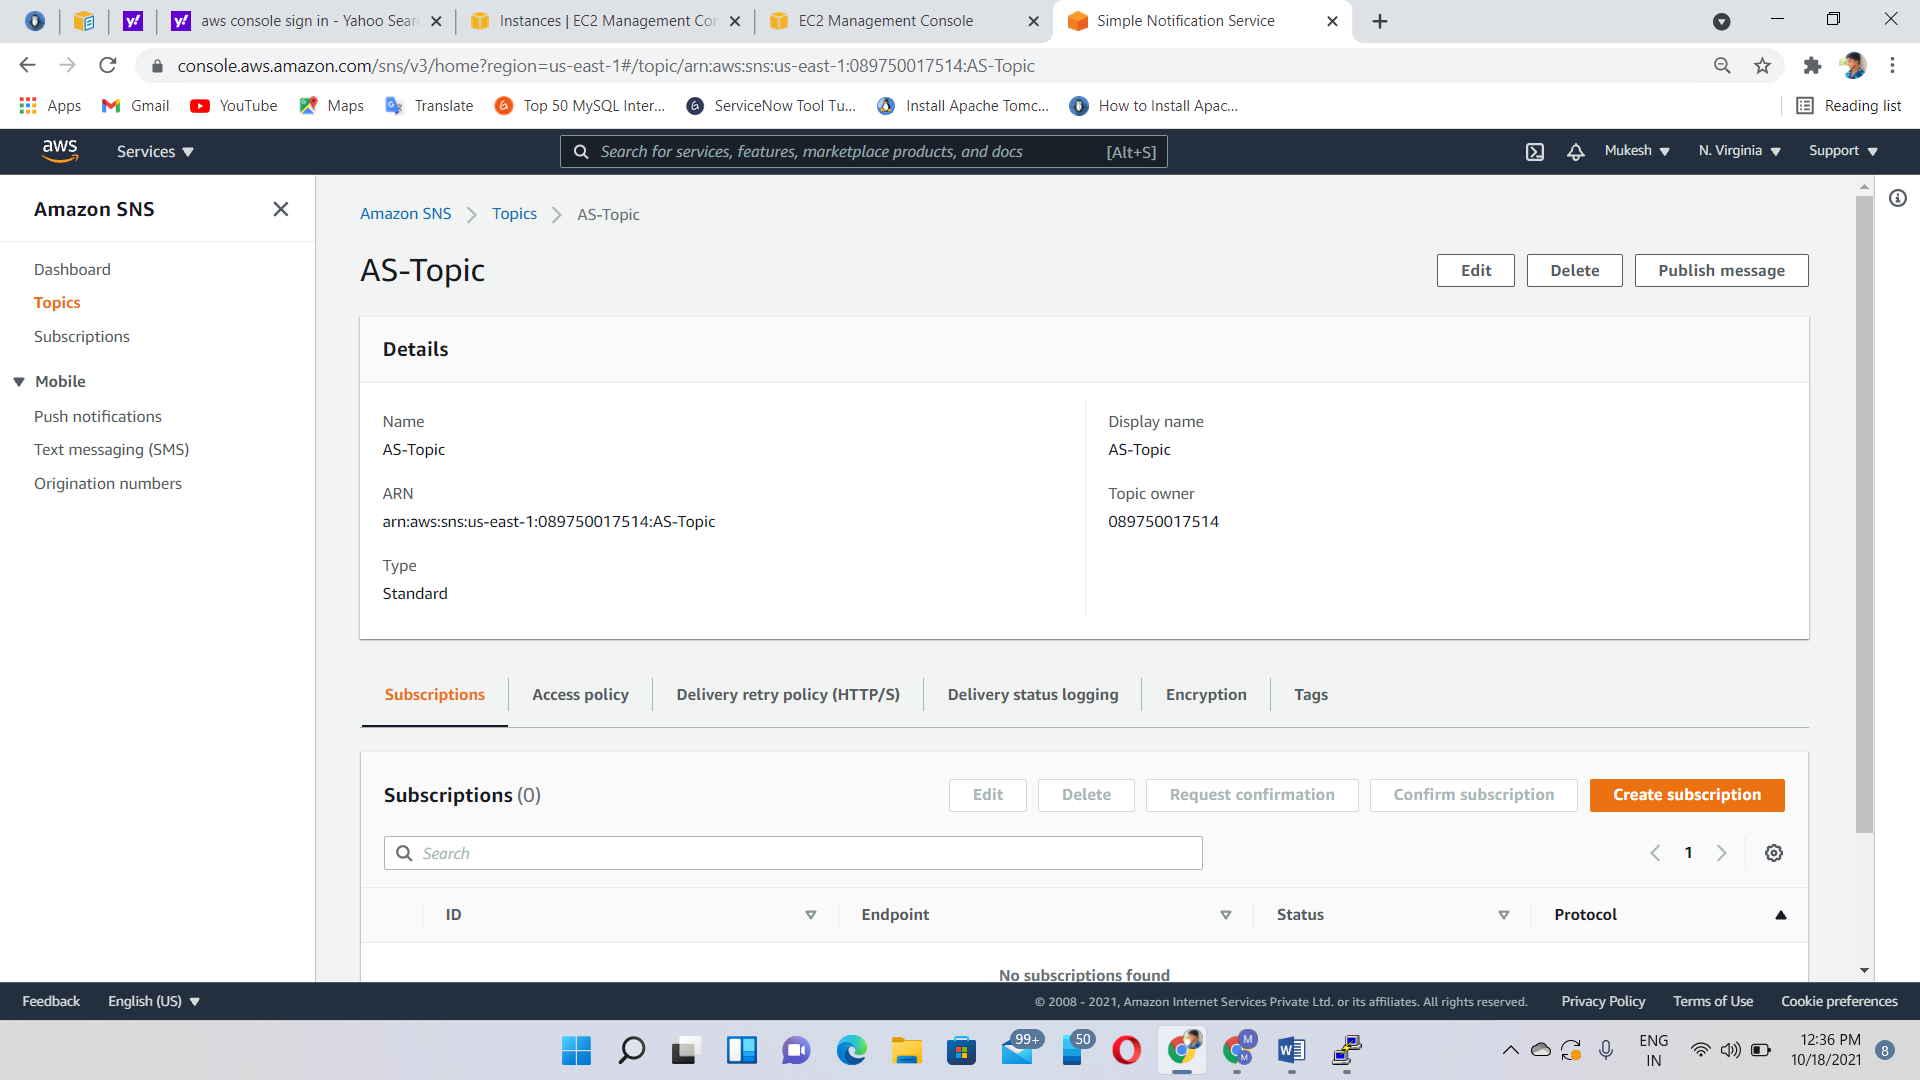 aws console sign in - Yahoo Sear
Instances | EC2 Management Con
EC2 Management Console
Simple Notification Service
console.aws.amazon.com/sns/v3/home?region=us-east-1#/topic/arn:aws:sns:us-east-1:089750017514:AS-Topic
Apps
Gmail
YouTube
Maps
Translate
Top 50 MySQL Inter...
ServiceNow Tool Tu...
Install Apache Tomc...
How to Install Apac...
Reading list
aws
Services
Search for services, features, marketplace products, and docs
[Alt+S]
Mukesh
N. Virginia
Support
Amazon SNS
Dashboard
Topics
Subscriptions
Mobile
Push notifications
Text messaging (SMS)
Origination numbers
Amazon SNS
Topics
AS-Topic
AS-Topic
Edit
Delete
Publish message
Details
Name
AS-Topic
ARN
arn:aws:sns:us-east-1:089750017514:AS-Topic
Type
Standard
Display name
AS-Topic
Topic owner
089750017514
Subscriptions
Access policy
Delivery retry policy (HTTP/S)
Delivery status logging
Encryption
Tags
Subscriptions (0)
Edit
Delete
Request confirmation
Confirm subscription
Create subscription
Search
1
ID
Endpoint
Status
Protocol
No subscriptions found
Feedback
English (US)
© 2008 - 2021, Amazon Internet Services Private Ltd. or its affiliates. All rights reserved.
Privacy Policy
Terms of Use
Cookie preferences
99+
50
M
M
ENG
IN
12:36 PM
10/18/2021
8